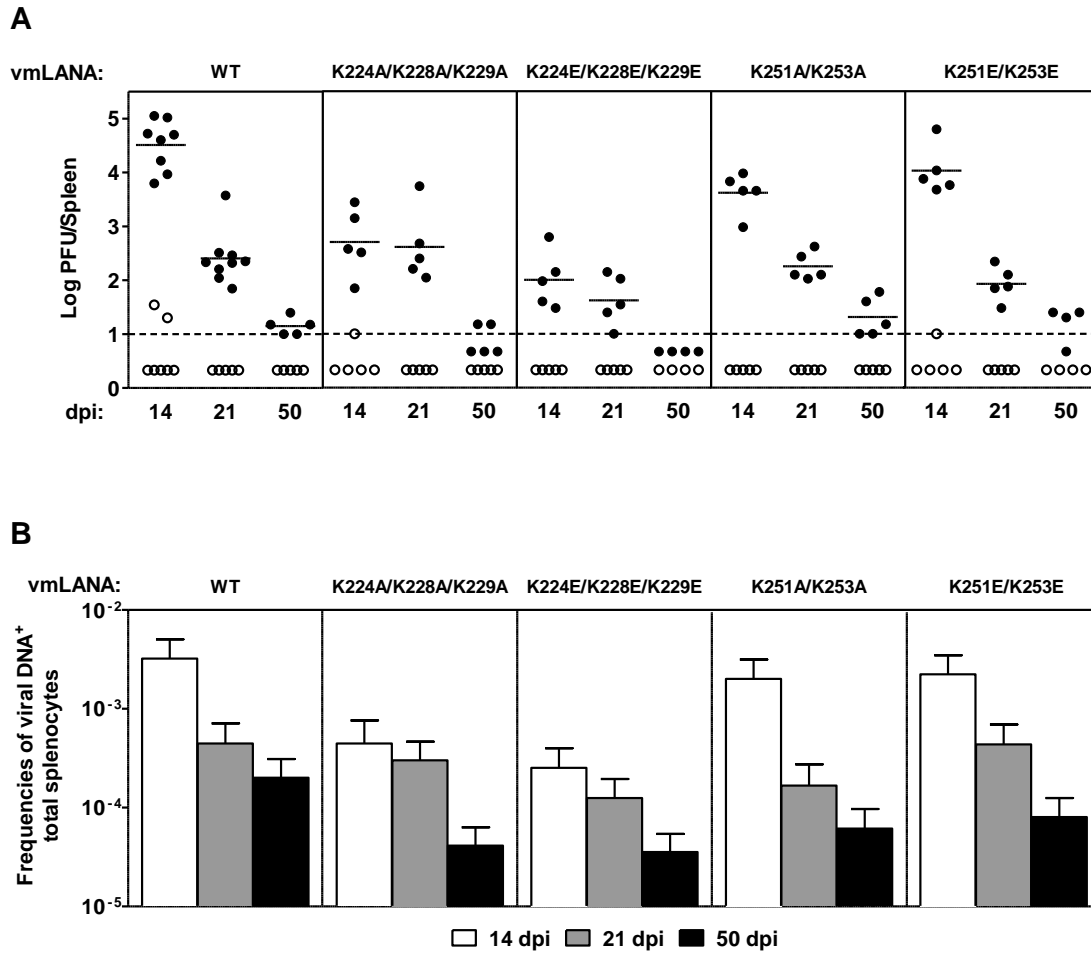 A
vmLANA: WT K224A/K228A/K229A K224E/K228E/K229E K251A/K253A K251E/K253E
Log PFU/Spleen
5
4
3
2
1
0
dpi: 14 21 50 14 21 50 14 21 50 14 21 50 14 21 50
B
vmLANA: WT K224A/K228A/K229A K224E/K228E/K229E K251A/K253A K251E/K253E
Frequencies of viral DNA⁺
total splenocytes
10⁻²
10⁻³
10⁻⁴
10⁻⁵
14 dpi 21 dpi 50 dpi